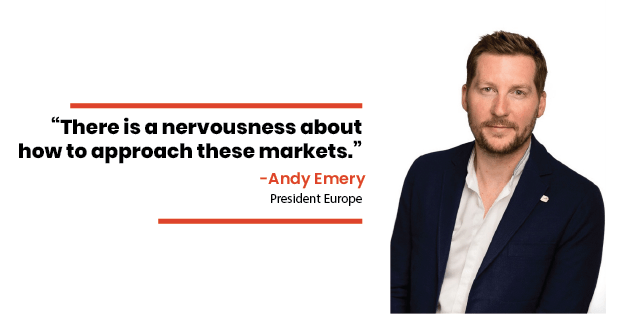 “There is a nervousness about
how to approach these markets.”
-Andy Emery
President Europe